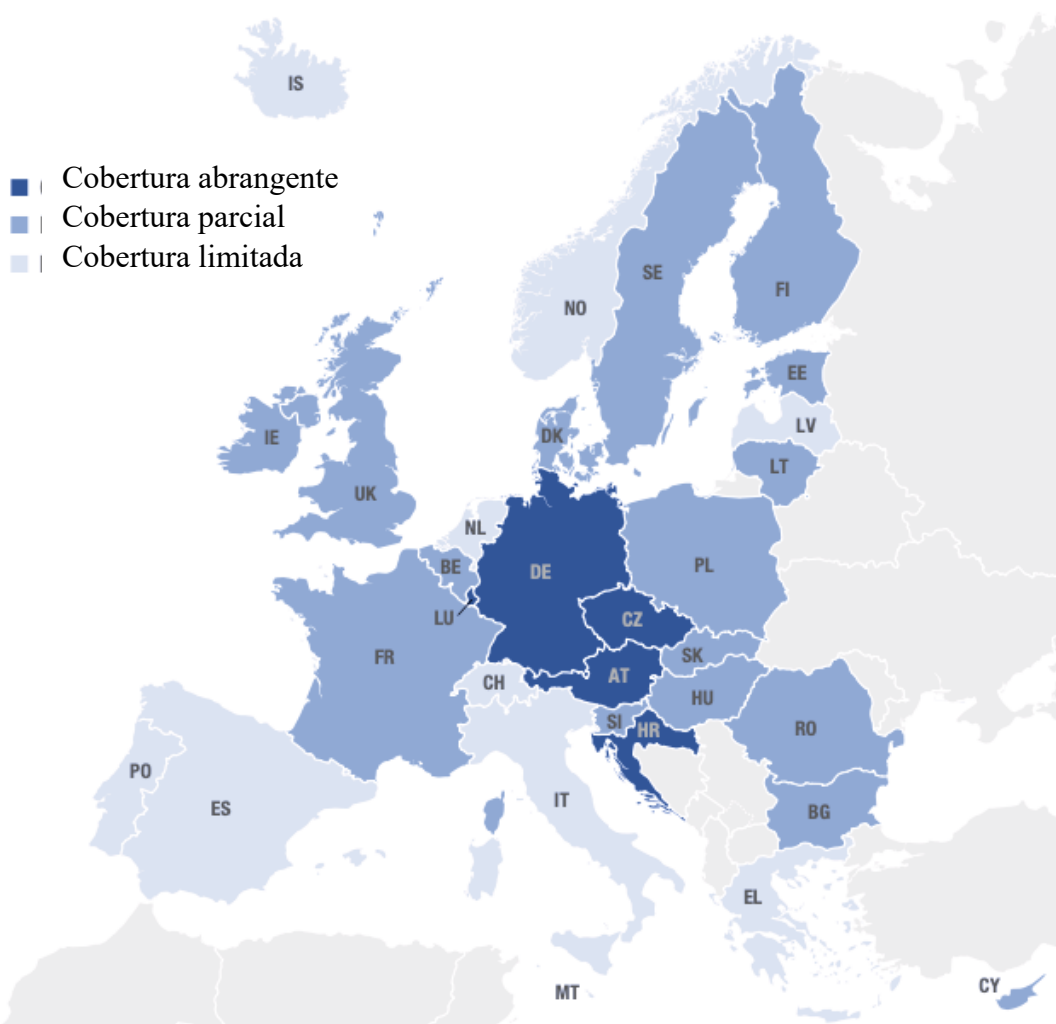 IS
Cobertura abrangente
Cobertura parcial
Cobertura limitada
SE
FI
NO
EE
LV
IE
DK
LT
UK
NL
BE
DE
PL
LU
CZ
FR
SK
CH
AT
HU
SI
HR
RO
PO
ES
IT
BG
EL
CY
MT